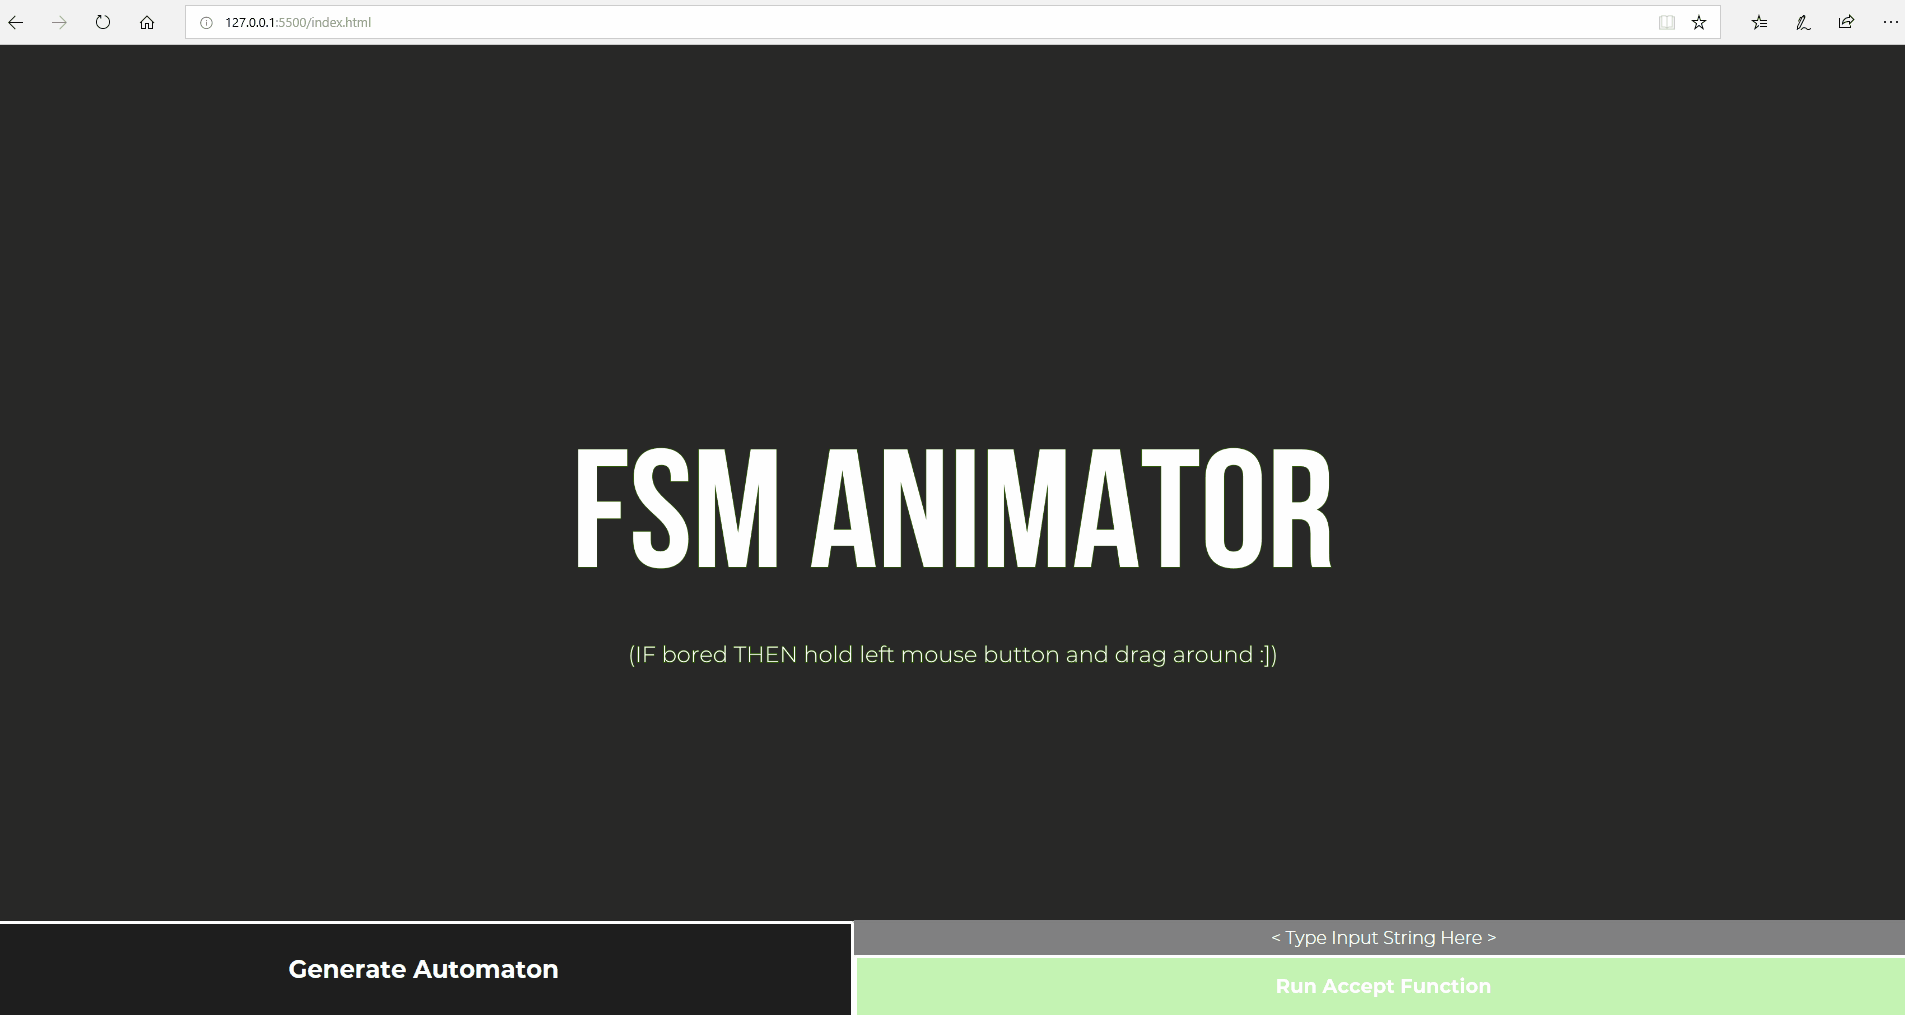 127.0.0.1:5500/index.html
FSM ANIMATOR
(IF bored THEN hold left mouse button and drag around :])
Generate Automaton
< Type Input String Here >
Run Accept Function